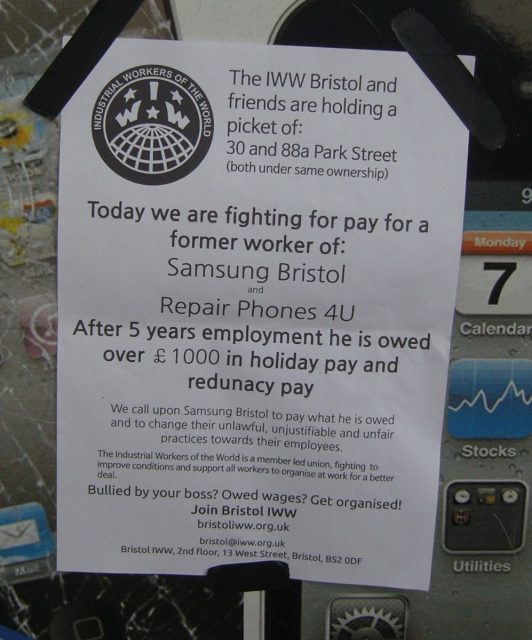 INDUSTRIAL WORKERS OF THE WORLD
I
W W
The IWW Bristol and
friends are holding a
picket of:
30 and 88a Park Street
(both under same ownership)
Today we are fighting for pay for a
former worker of:
Samsung Bristol
and
Repair Phones 4U
After 5 years employment he is owed
over £1000 in holiday pay and
redunacy pay
We call upon Samsung Bristol to pay what he is owed
and to change their unlawful, unjustifiable and unfair
practices towards their employees.
The Industrial Workers of the World is a member led union, fighting to
improve conditions and support all workers to organise at work for a better
deal.
Bullied by your boss? Owed wages? Get organised!
Join Bristol IWW
bristoliww.org.uk
bristol@iww.org.uk
Bristol IWW, 2nd floor, 13 West Street, Bristol, BS2 0DF
9
Monday
7
Calendar
Stocks
Utilities